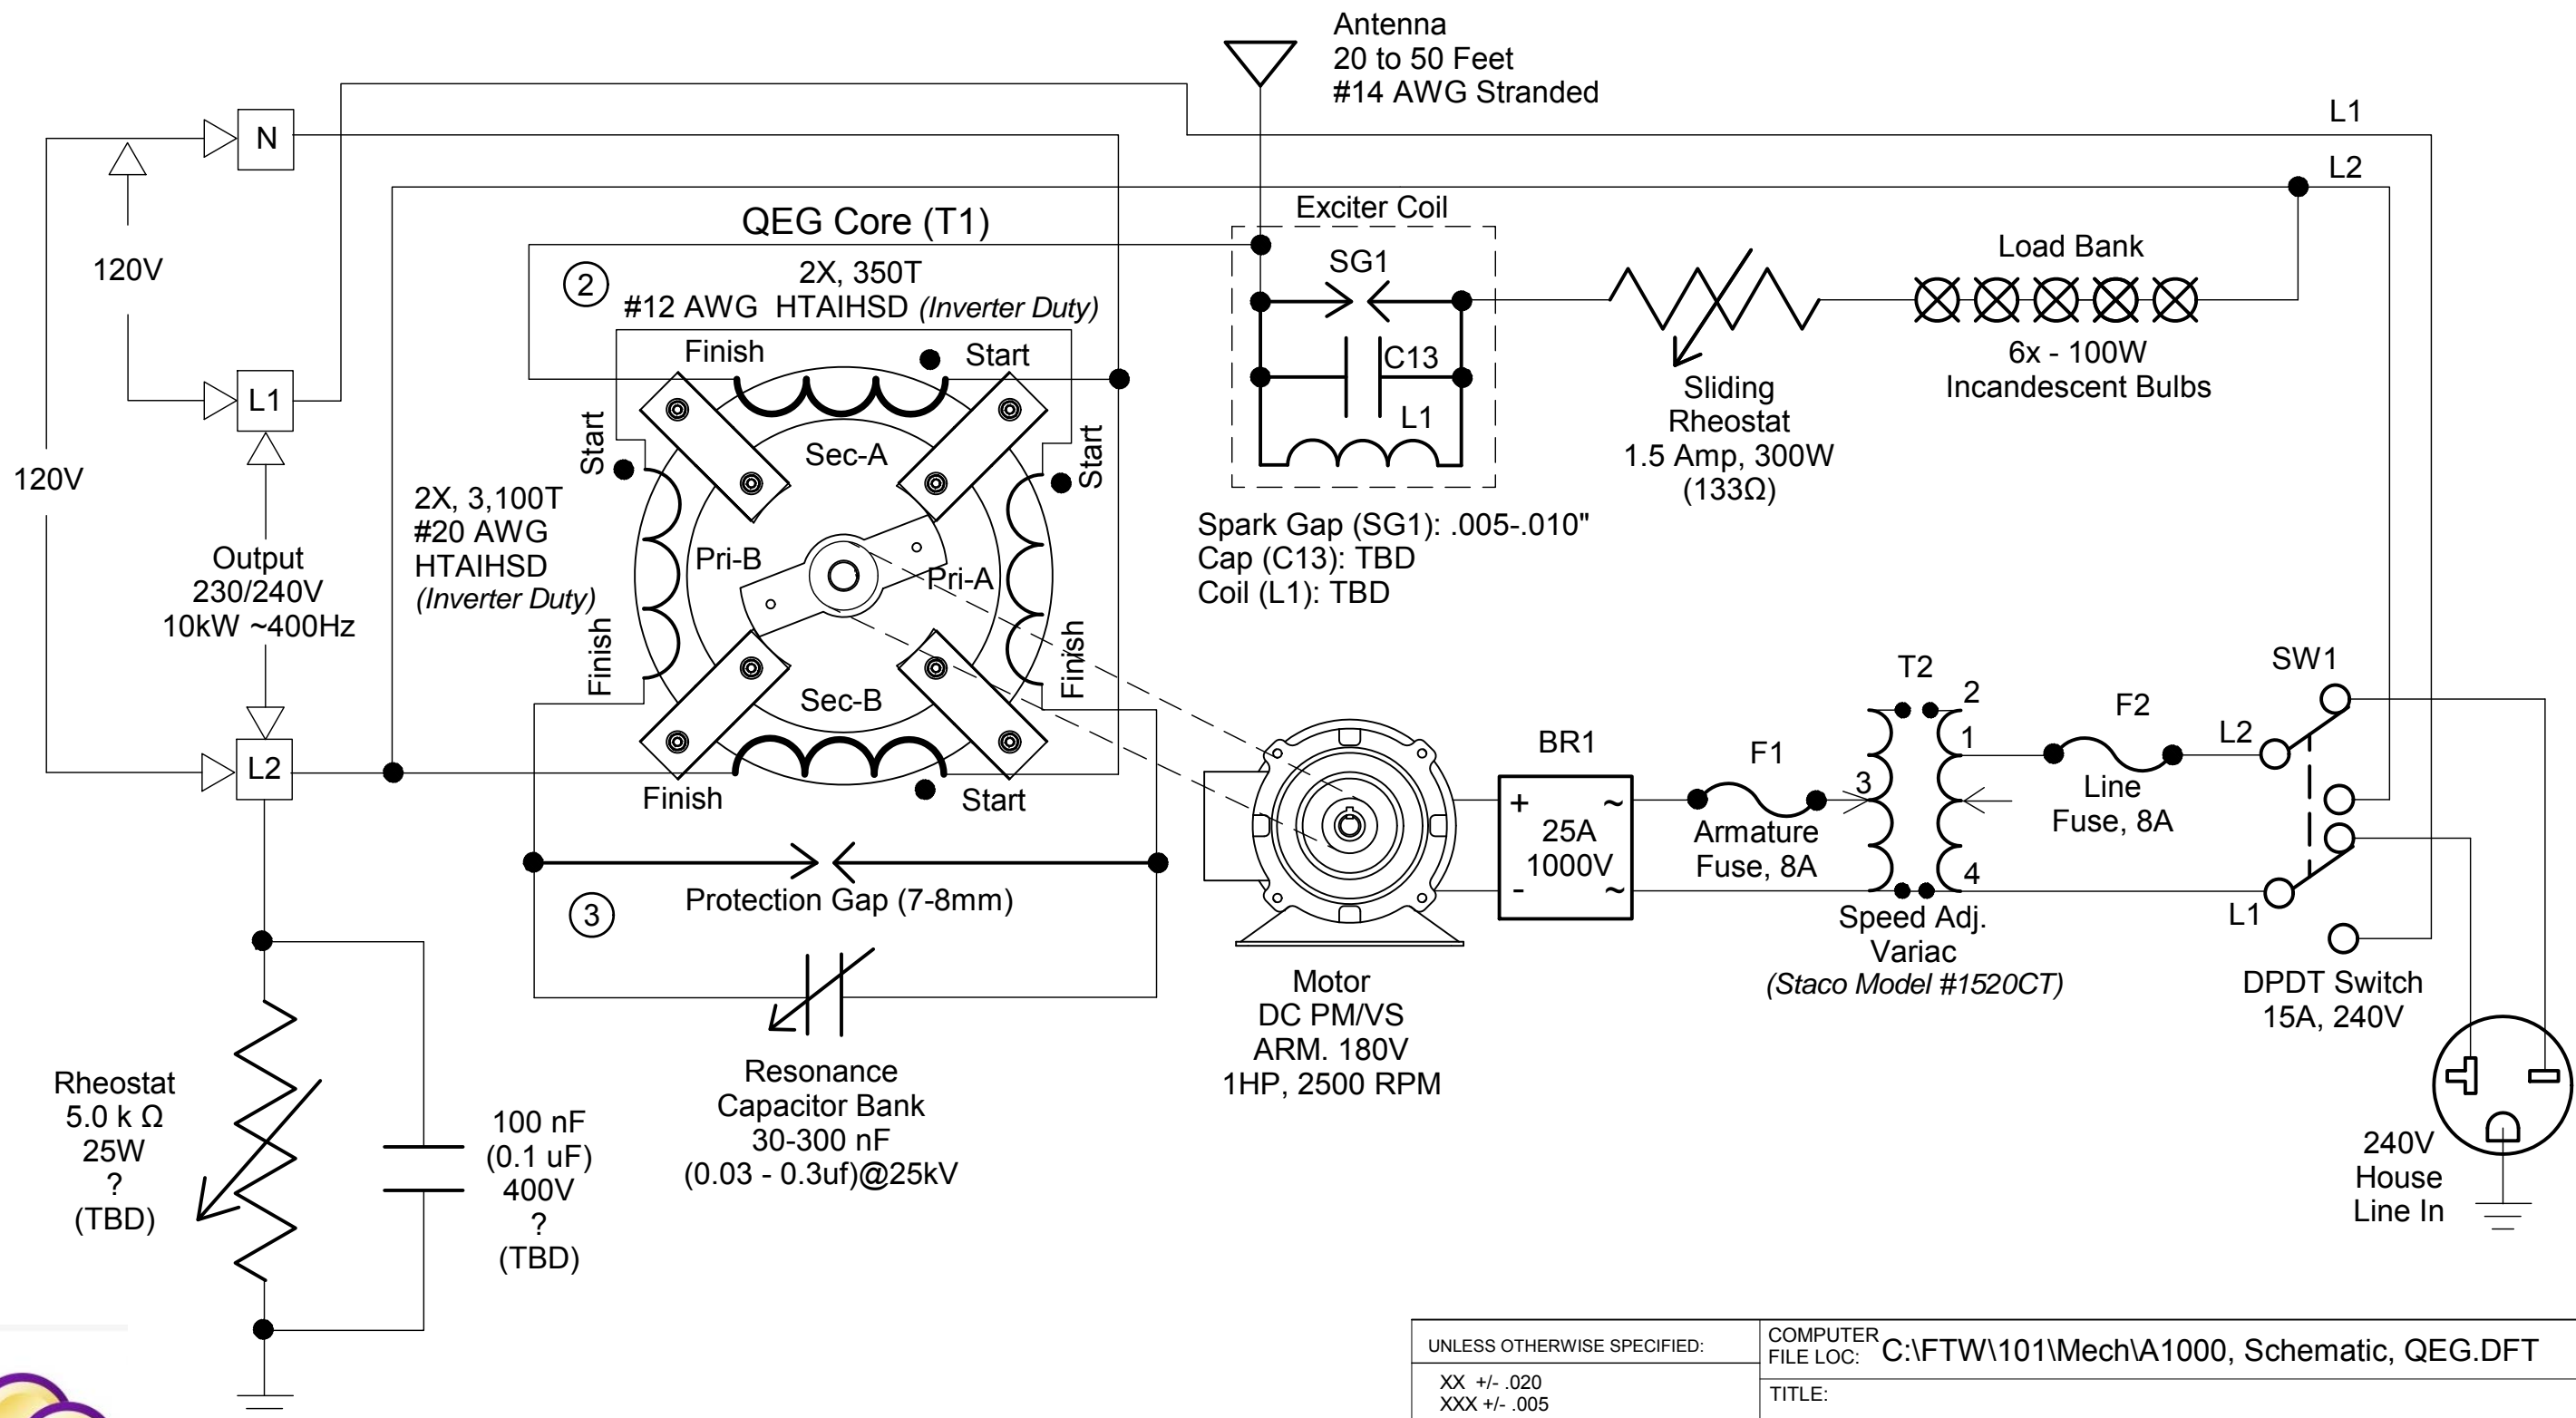 Antenna
20 to 50 Feet
#14 AWG Stranded
L1
L2
N
120V
L1
120V
Output
230/240V
10kW ~400Hz
L2
QEG Core (T1)
2
2X, 350T
#12 AWG HTAIHSD (Inverter Duty)
Finish
Start
Start
Start
Sec-A
2X, 3,100T
#20 AWG
HTAIHSD
(Inverter Duty)
Pri-B
Pri-A
Finish
Finish
Sec-B
Finish
Start
Exciter Coil
SG1
C13
L1
Spark Gap (SG1): .005-.010"
Cap (C13): TBD
Coil (L1): TBD
Sliding
Rheostat
1.5 Amp, 300W
(133Ω)
Load Bank
6x - 100W
Incandescent Bulbs
3
Protection Gap (7-8mm)
Resonance
Capacitor Bank
30-300 nF
(0.03 - 0.3uf)@25kV
Motor
DC PM/VS
ARM. 180V
1HP, 2500 RPM
BR1
+ ~
25A
1000V
- ~
F1
Armature
Fuse, 8A
T2
2
1
3
4
Speed Adj.
Variac
(Staco Model #1520CT)
F2
Line
Fuse, 8A
SW1
L2
L1
DPDT Switch
15A, 240V
240V
House
Line In
Rheostat
5.0 k Ω
25W
?
(TBD)
100 nF
(0.1 uF)
400V
?
(TBD)
UNLESS OTHERWISE SPECIFIED:
XX +/- .020
XXX +/- .005
COMPUTER
FILE LOC: C:\FTW\101\Mech\A1000, Schematic, QEG.DFT
TITLE: